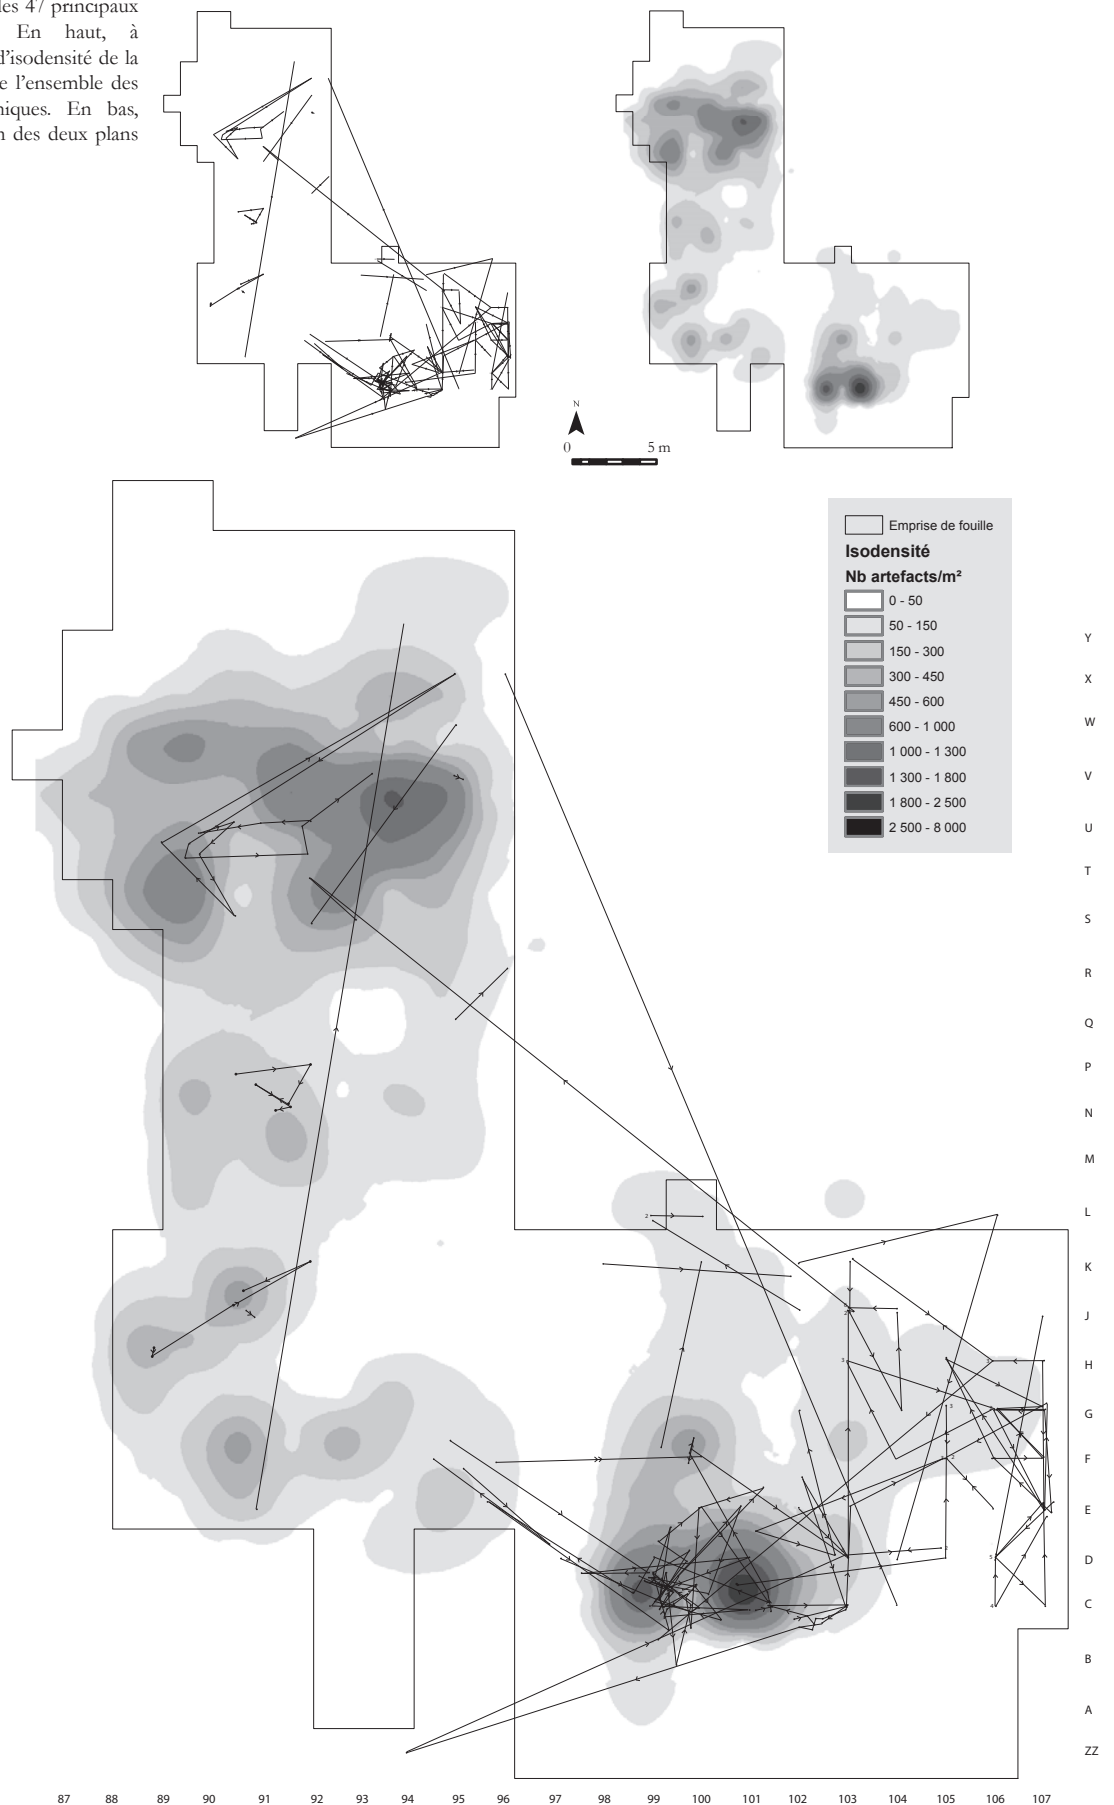 les 47 principaux
En haut, à
d'isodensité de la
e l'ensemble des
niques. En bas,
n des deux plans
N
0 5 m
Emprise de fouille
Isodensité
Nb artefacts/m²
0 - 50
50 - 150
150 - 300
300 - 450
450 - 600
600 - 1 000
1 000 - 1 300
1 300 - 1 800
1 800 - 2 500
2 500 - 8 000
Y
X
W
V
U
T
S
R
Q
P
N
M
L
K
J
H
G
F
E
D
C
B
A
ZZ
87 88 89 90 91 92 93 94 95 96 97 98 99 100 101 102 103 104 105 106 107